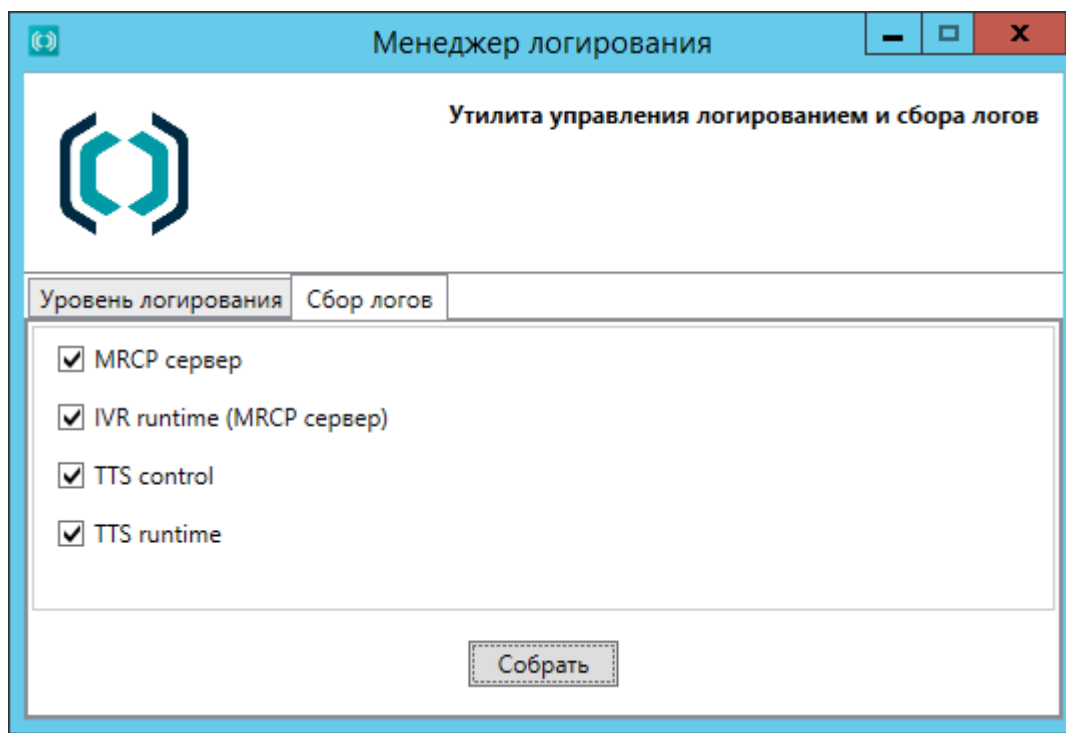 Менеджер логирования
Утилита управления логированием и сбора логов
Уровень логирования
Сбор логов
MRCP сервер
IVR runtime (MRCP сервер)
TTS control
TTS runtime
Собрать